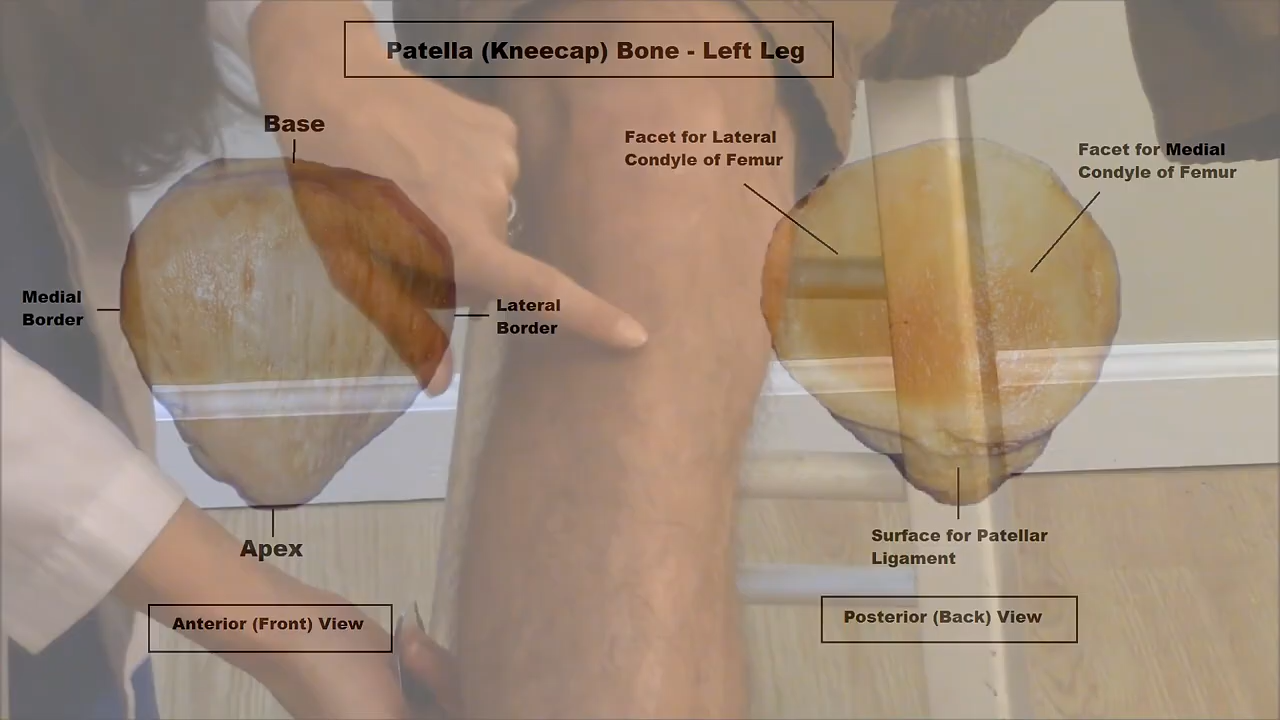 Patella (Kneecap) Bone - Left Leg
Base
Facet for Lateral
Condyle of Femur
Facet for Medial
Condyle of Femur
Medial
Border
Lateral
Border
Surface for Patellar
Ligament
Apex
Anterior (Front) View
Posterior (Back) View